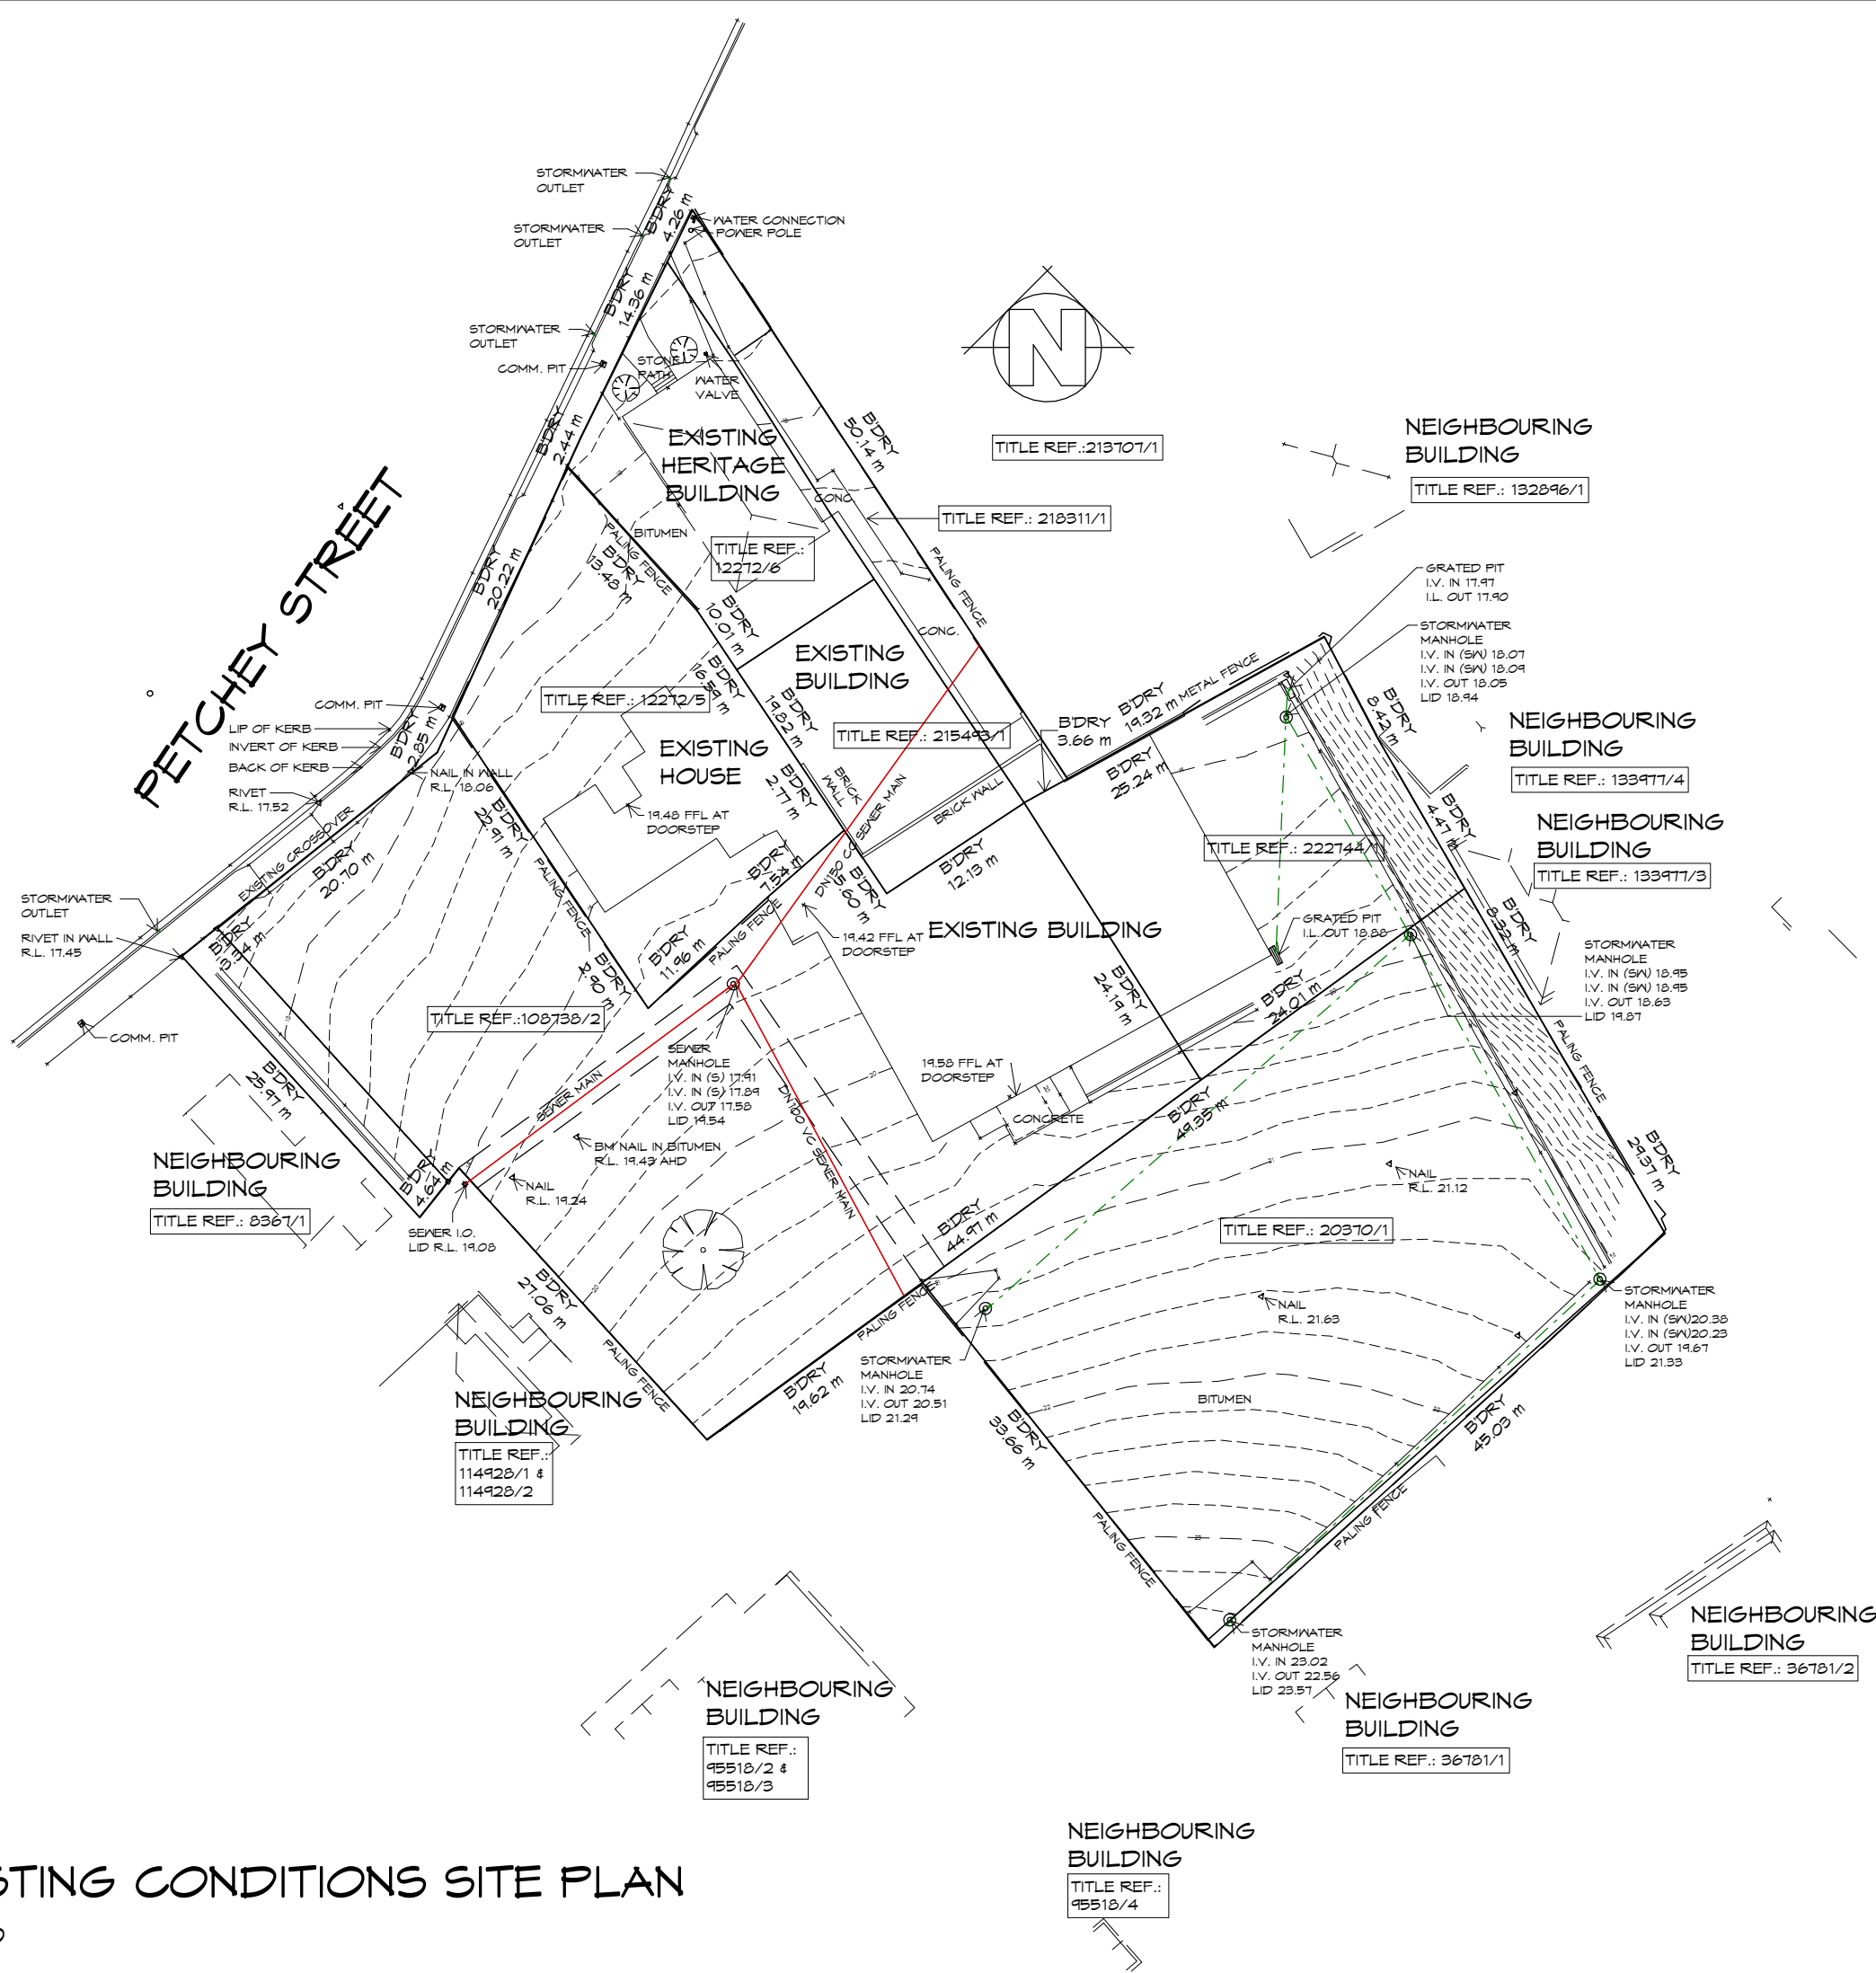 STORMWATER
OUTLET
B'DRY
4.26 m
WATER CONNECTION
POWER POLE
STORMWATER
OUTLET
B'DRY
14.36 m
STORMWATER
OUTLET
COMM. PIT
STONE
PATH
WATER
VALVE
N
B'DRY
2.44 m
EXISTING
HERITAGE
BUILDING
B'DRY
50.14 m
TITLE REF.:213707/1
NEIGHBOURING
BUILDING
TITLE REF.: 132896/1
CONC.
TITLE REF.: 218311/1
PETCHEY STREET
BITUMEN
PALING FENCE
B'DRY
13.48 m
TITLE REF.:
12272/6
B'DRY
20.22 m
PALING FENCE
GRATED PIT
I.V. IN 17.97
I.L. OUT 17.90
B'DRY
10.01 m
CONC.
STORMWATER
MANHOLE
I.V. IN (SW) 18.07
I.V. IN (SW) 18.09
I.V. OUT 18.05
LID 18.94
EXISTING
BUILDING
B'DRY
16.59 m
B'DRY
19.82 m
TITLE REF.: 12272/5
B'DRY
19.32 m
METAL FENCE
B'DRY
8.42 m
COMM. PIT
LIP OF KERB
INVERT OF KERB
BACK OF KERB
B'DRY
2.85 m
NAIL IN WALL
R.L. 18.06
RIVET
R.L. 17.52
EXISTING
HOUSE
TITLE REF.: 215493/1
B'DRY
3.66 m
NEIGHBOURING
BUILDING
TITLE REF.: 133977/4
B'DRY
2.77 m
BRICK
WALL
BRICK WALL
B'DRY
25.24 m
19.48 FFL AT
DOORSTEP
B'DRY
22.91 m
B'DRY
4.47 m
NEIGHBOURING
BUILDING
TITLE REF.: 133977/3
TITLE REF.: 222744/1
EXISTING CROSSOVER
B'DRY
20.70 m
PALING FENCE
B'DRY
7.54 m
DN150 CO SEWER MAIN
B'DRY
5.60 m
B'DRY
12.13 m
STORMWATER
OUTLET
RIVET IN WALL
R.L. 17.45
B'DRY
3.34 m
B'DRY
11.96 m
PALING FENCE
19.42 FFL AT
DOORSTEP
EXISTING BUILDING
GRATED PIT
I.L. OUT 18.88
B'DRY
8.32 m
STORMWATER
MANHOLE
I.V. IN (SW) 18.95
I.V. IN (SW) 18.95
I.V. OUT 18.63
LID 19.87
B'DRY
2.90 m
B'DRY
24.19 m
B'DRY
24.01 m
TITLE REF.:108738/2
COMM. PIT
PALING FENCE
B'DRY
25.97 m
SEWER MAIN
SEWER
MANHOLE
I.V. IN (S) 17.91
I.V. IN (S) 17.89
I.V. OUT 17.58
LID 19.54
DN100 VC SEWER MAIN
19.58 FFL AT
DOORSTEP
CONCRETE
B'DRY
49.35 m
BM NAIL IN BITUMEN
R.L. 19.43 AHD
NEIGHBOURING
BUILDING
TITLE REF.: 8367/1
B'DRY
4.64 m
NAIL
R.L. 19.24
NAIL
R.L. 21.12
B'DRY
29.37 m
SEWER I.O.
LID R.L. 19.08
B'DRY
44.97 m
TITLE REF.: 20370/1
B'DRY
27.06 m
PALING FENCE
PALING FENCE
NAIL
R.L. 21.63
STORMWATER
MANHOLE
I.V. IN (SW)20.38
I.V. IN (SW)20.23
I.V. OUT 19.67
LID 21.33
B'DRY
19.62 m
STORMWATER
MANHOLE
I.V. IN 20.74
I.V. OUT 20.51
LID 21.29
BITUMEN
B'DRY
33.66 m
B'DRY
45.03 m
NEIGHBOURING
BUILDING
TITLE REF.:
114928/1 &
114928/2
PALING FENCE
PALING FENCE
STORMWATER
MANHOLE
I.V. IN 23.02
I.V. OUT 22.56
LID 23.57
NEIGHBOURING
BUILDING
TITLE REF.: 36781/2
NEIGHBOURING
BUILDING
TITLE REF.:
95518/2 &
95518/3
NEIGHBOURING
BUILDING
TITLE REF.: 36781/1
NEIGHBOURING
BUILDING
TITLE REF.:
95518/4
STING CONDITIONS SITE PLAN